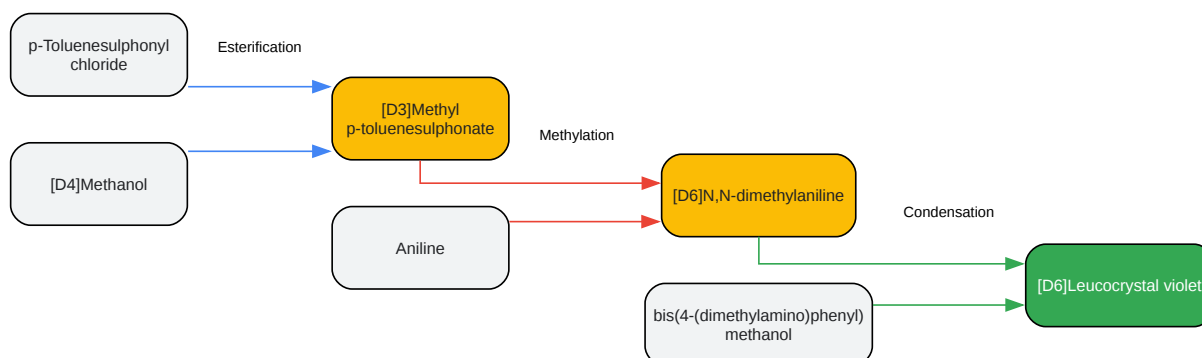 p-Toluenesulphonyl
chloride
Esterification
[D3]Methyl
p-toluenesulphonate
Methylation
[D4]Methanol
[D6]N,N-dimethylaniline
Condensation
Aniline
[D6]Leucocrystal violet
bis(4-(dimethylamino)phenyl)
methanol